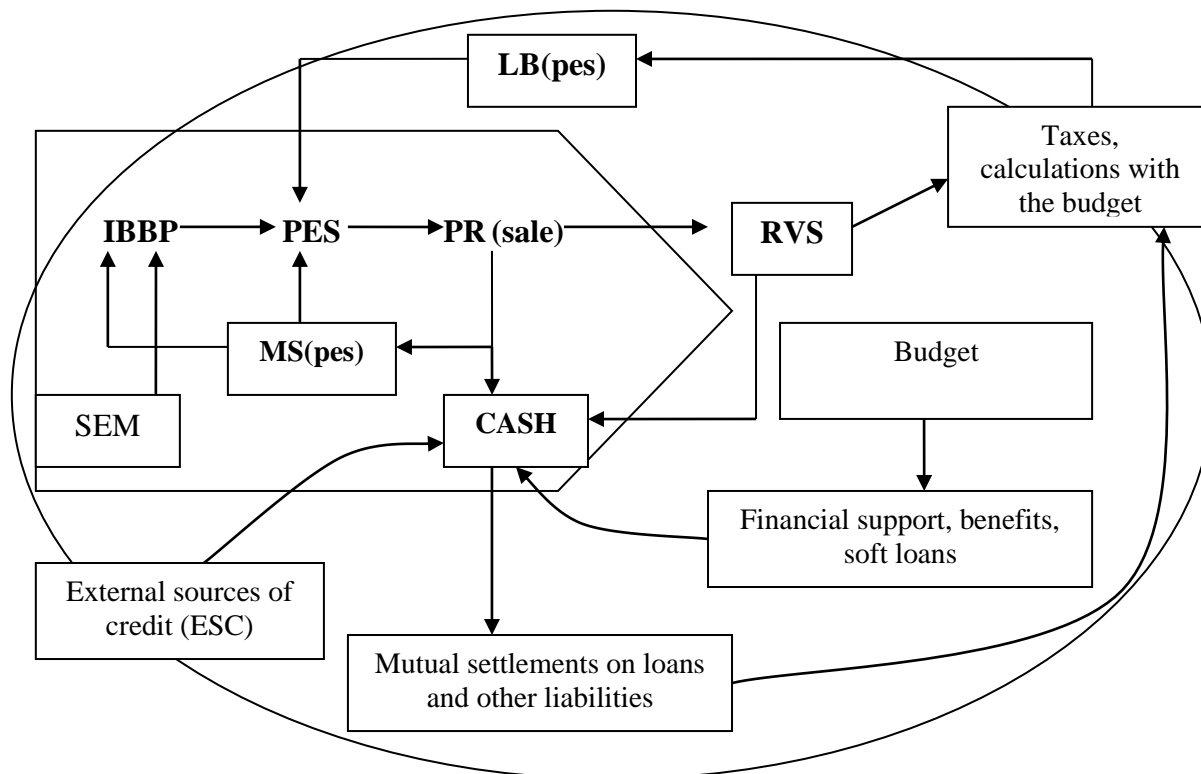 LB(pes)
Taxes,
calculations with
the budget
IBBP
PES
PR (sale)
RVS
MS(pes)
Budget
SEM
CASH
Financial support, benefits,
soft loans
External sources of
credit (ESC)
Mutual settlements on loans
and other liabilities